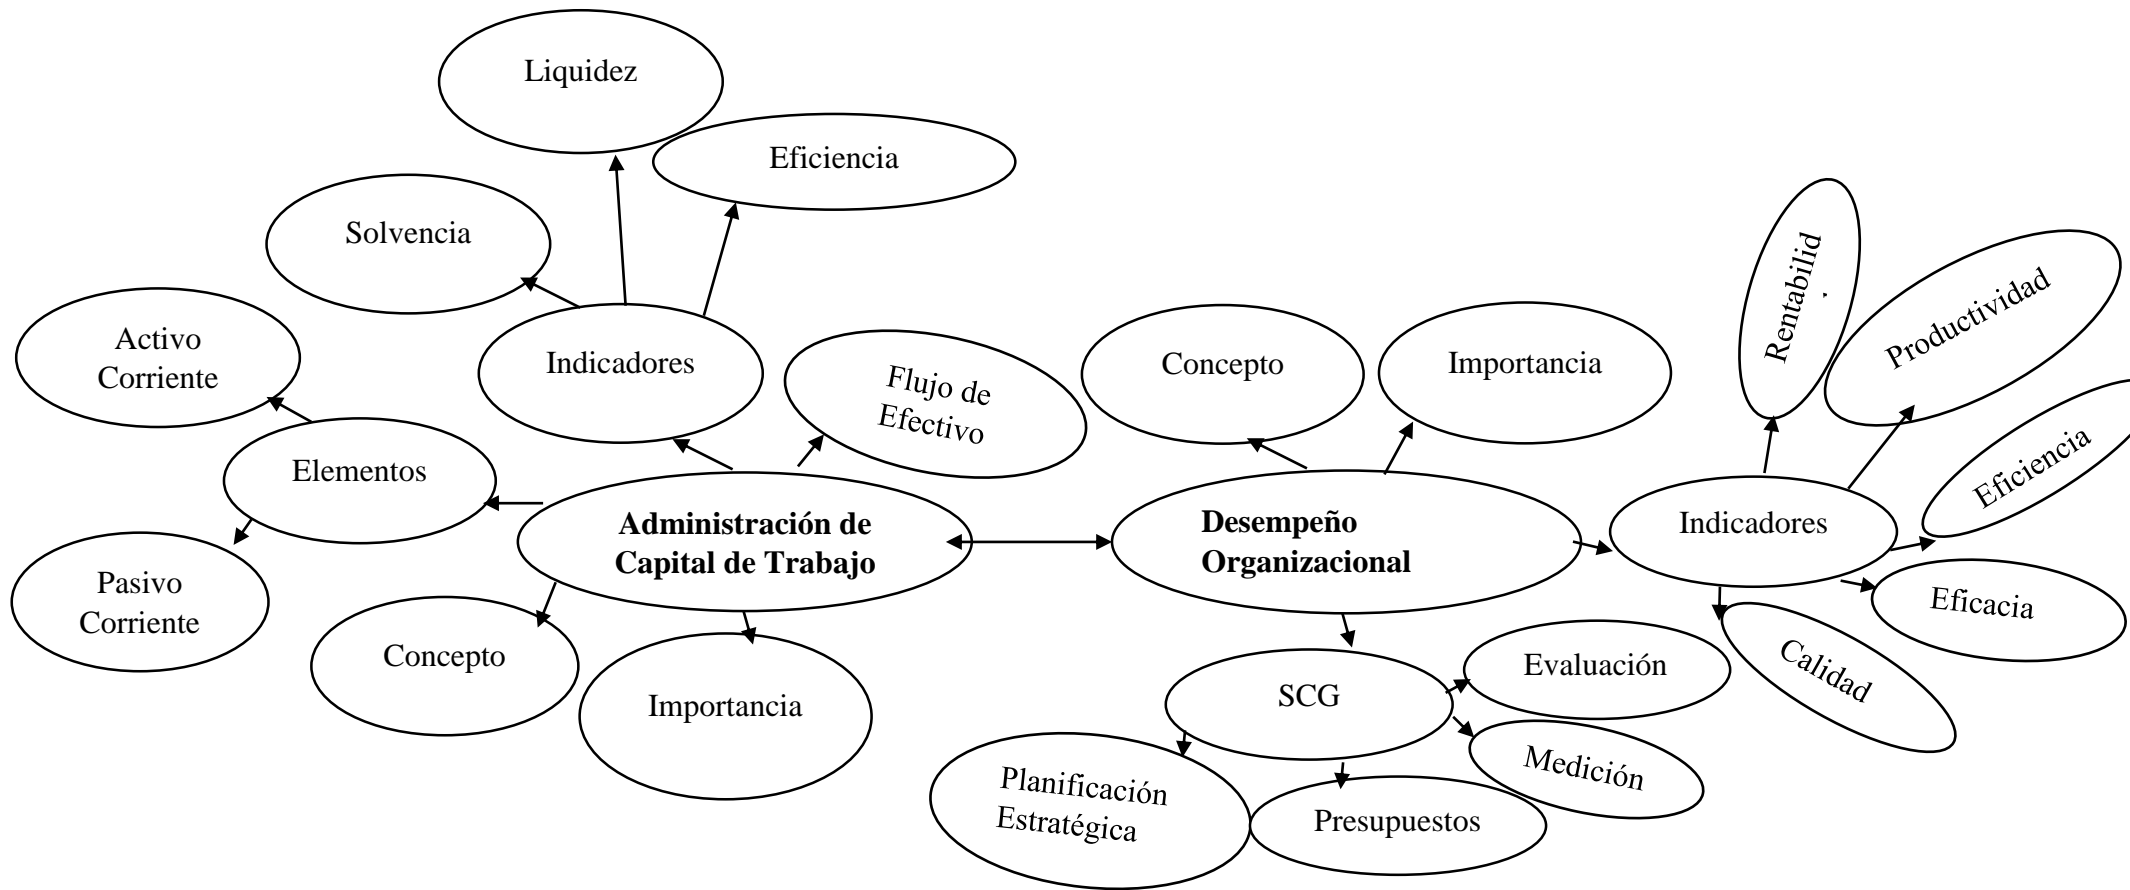 Liquidez
Eficiencia
Solvencia
Activo
Corriente
Indicadores
Flujo de
Efectivo
Elementos
Pasivo
Corriente
Administración de
Capital de Trabajo
Concepto
Importancia
Concepto
Importancia
Desempeño
Organizacional
Indicadores
Rentabilid
Productividad
Eficiencia
Eficacia
Calidad
SCG
Evaluación
Medición
Presupuestos
Planificación
Estratégica